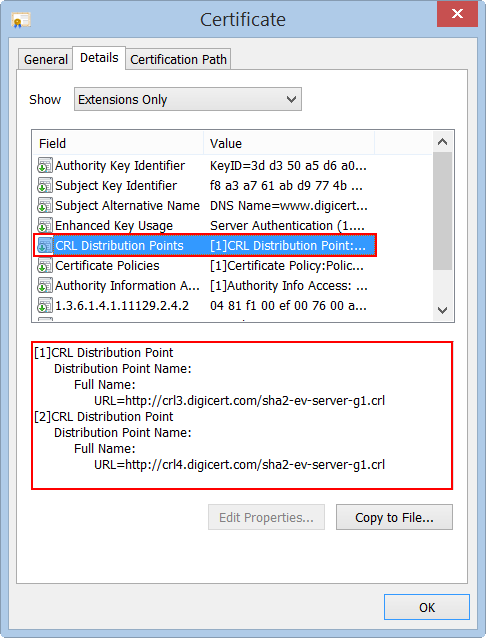 Certificate
General Details Certification Path
Show Extensions Only
Field Value
Authority Key Identifier KeyID=3d d3 50 a5 d6 a0...
Subject Key Identifier f8 a3 a7 61 ab d9 77 4b ...
Subject Alternative Name DNS Name=www.digicert...
Enhanced Key Usage Server Authentication (1....
CRL Distribution Points [1]CRL Distribution Point:...
Certificate Policies [1]Certificate Policy:Polic...
Authority Information A... [1]Authority Info Access: ...
1.3.6.1.4.1.11129.2.4.2 04 81 f1 00 ef 00 76 00 a...
[1]CRL Distribution Point
Distribution Point Name:
Full Name:
URL=http://crl3.digicert.com/sha2-ev-server-g1.crl
[2]CRL Distribution Point
Distribution Point Name:
Full Name:
URL=http://crl4.digicert.com/sha2-ev-server-g1.crl
Edit Properties... Copy to File...
OK